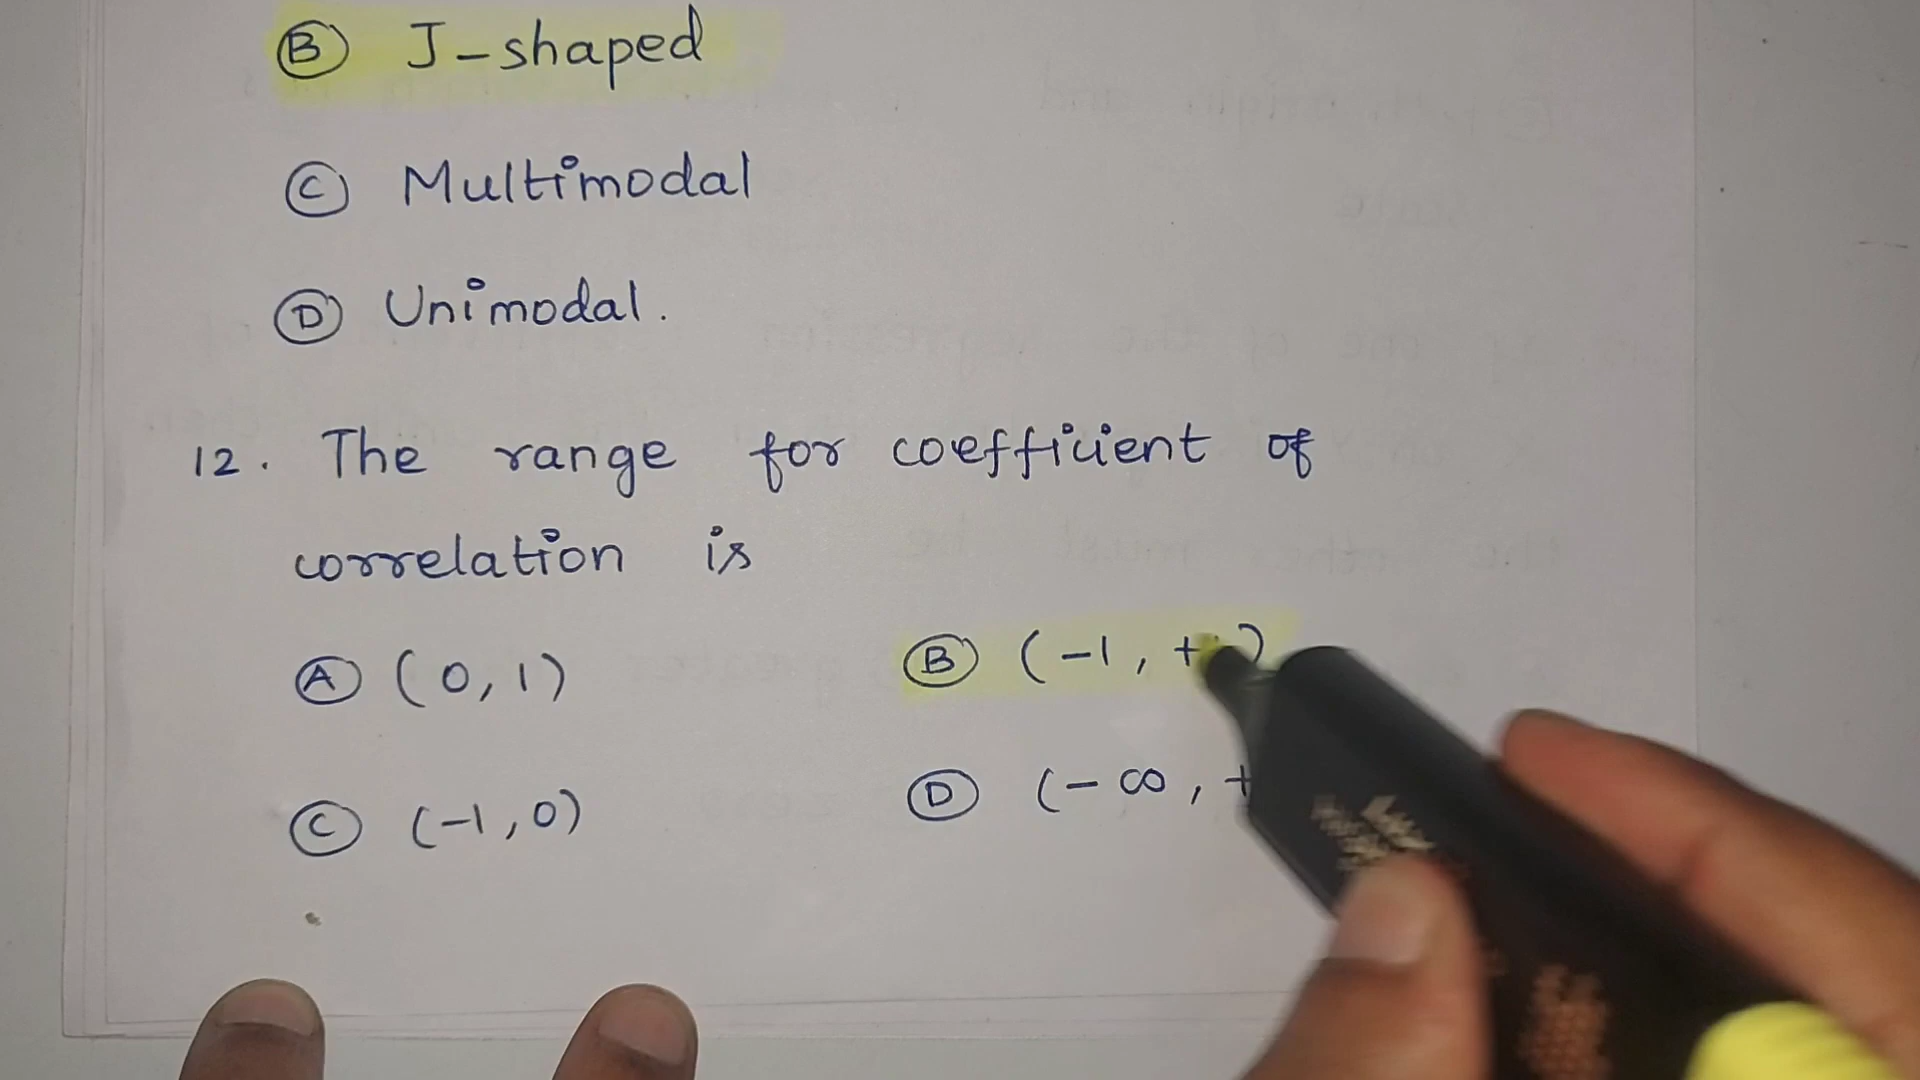 B J-shaped
C Multimodal
D Unimodal.
12. The range for coefficient of
correlation is
A (0,1) B (-1, +
C (-1,0) D (-∞, +